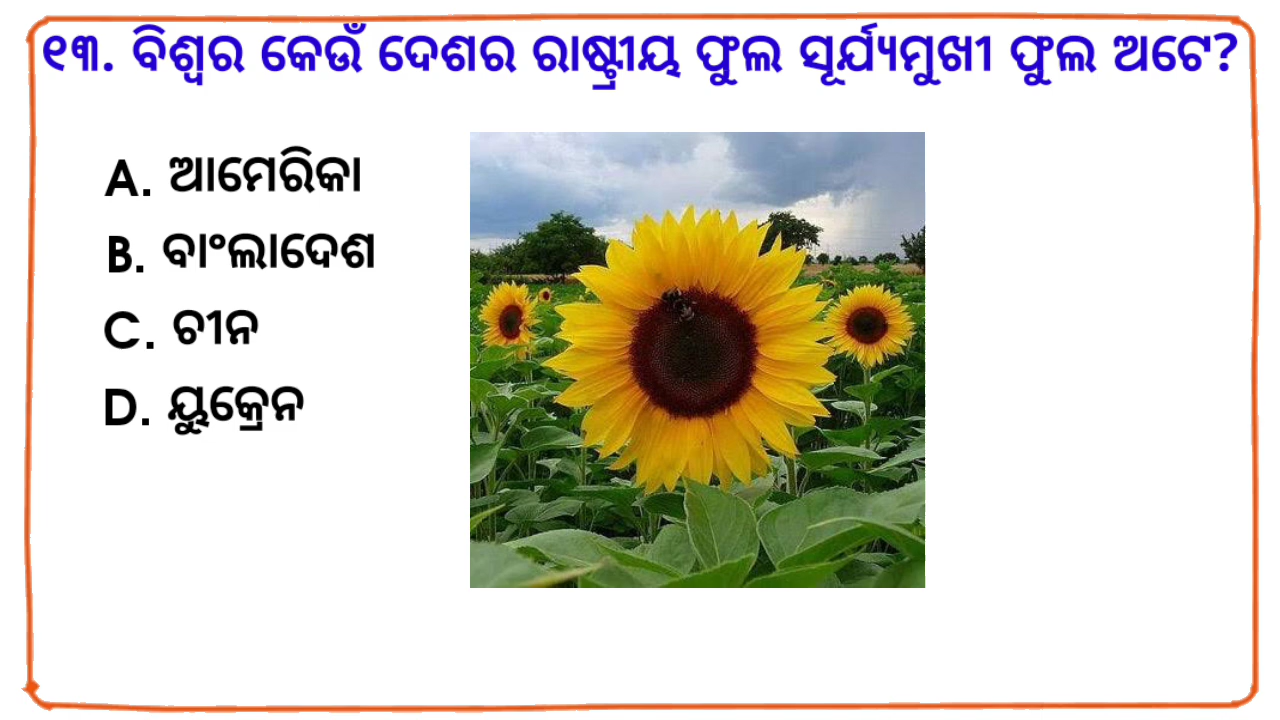 ୧୩. ବିଶ୍ୱର କେଉଁ ଦେଶର ରାଷ୍ଟ୍ରୀୟ ଫୁଲ ସୂର୍ଯ୍ୟମୁଖୀ ଫୁଲ ଅଟେ?
A. ଆମେରିକା
B. ବାଂଲାଦେଶ
C. ଚୀନ
D. ୟୁକ୍ରେନ